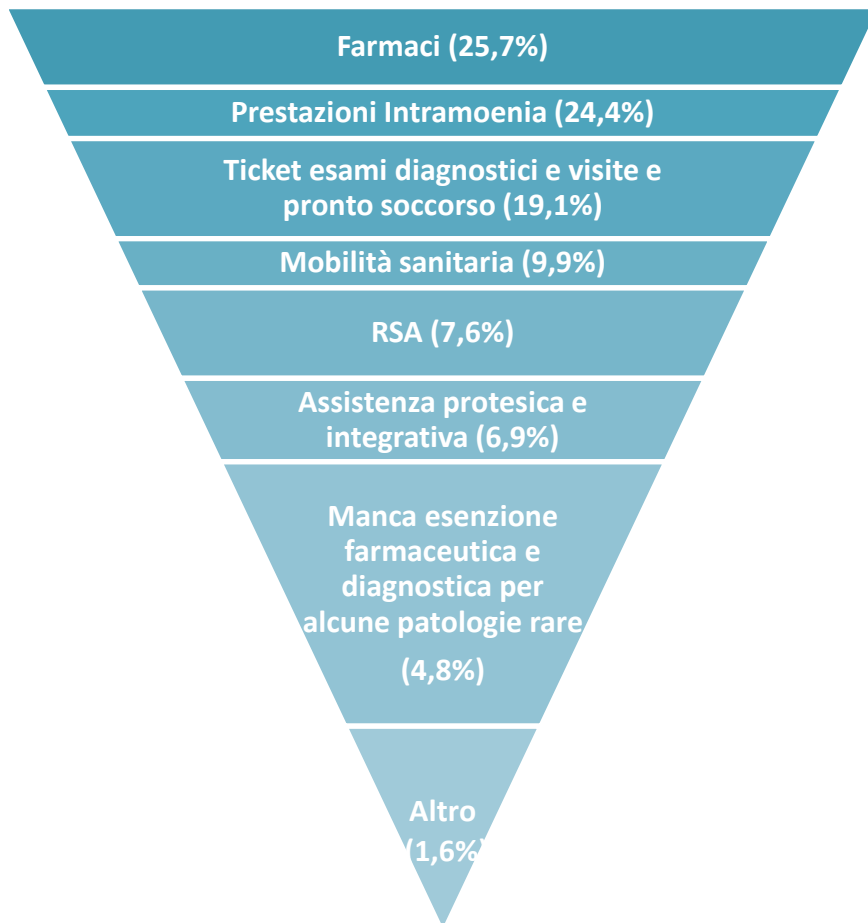 Farmaci (25,7%)
Prestazioni Intramoenia (24,4%)
Ticket esami diagnostici e visite e
pronto soccorso (19,1%)
Mobilità sanitaria (9,9%)
RSA (7,6%)
Assistenza protesica e
integrativa (6,9%)
Manca esenzione
farmaceutica e
diagnostica per
alcune patologie rare
(4,8%)
Altro
(1,6%)